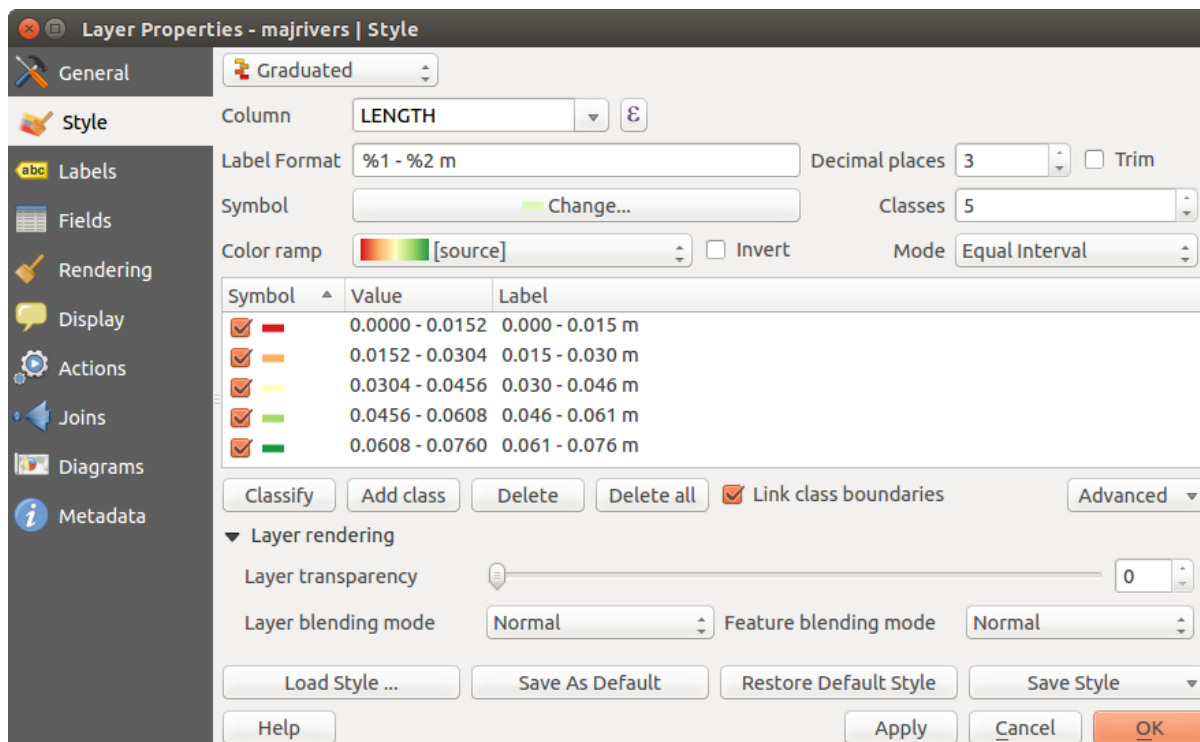 Layer Properties - majrivers | Style
General
Style
abc Labels
Fields
Rendering
Display
Actions
Joins
Diagrams
Metadata
Graduated
Column LENGTH ε
Label Format %1 - %2 m Decimal places 3 Trim
Symbol Change... Classes 5
Color ramp [source] Invert Mode Equal Interval
Symbol Value Label
0.0000 - 0.0152 0.000 - 0.015 m
0.0152 - 0.0304 0.015 - 0.030 m
0.0304 - 0.0456 0.030 - 0.046 m
0.0456 - 0.0608 0.046 - 0.061 m
0.0608 - 0.0760 0.061 - 0.076 m
Classify Add class Delete Delete all Link class boundaries Advanced
Layer rendering
Layer transparency 0
Layer blending mode Normal Feature blending mode Normal
Load Style ... Save As Default Restore Default Style Save Style
Help Apply Cancel OK